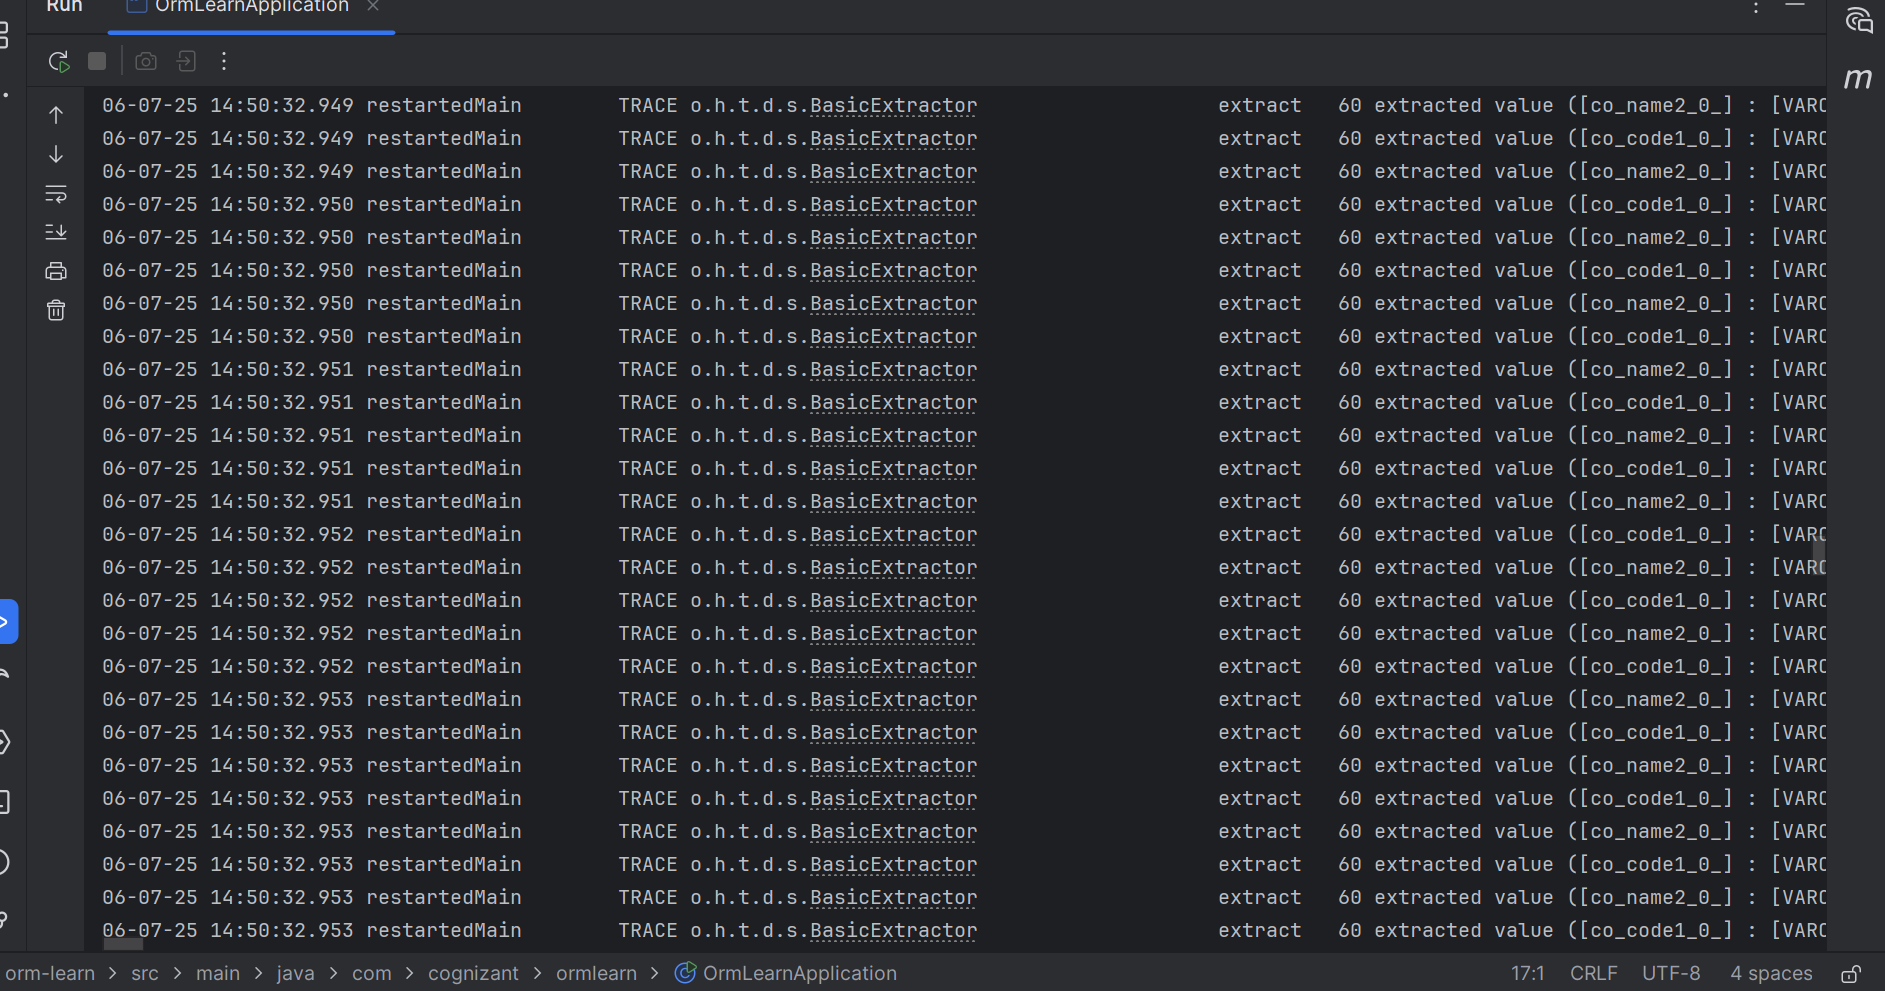 Run OrmLearnApplication
06-07-25 14:50:32.949 restartedMain TRACE o.h.t.d.s.BasicExtractor extract 60 extracted value ([co_name2_0_] : [VARC
06-07-25 14:50:32.949 restartedMain TRACE o.h.t.d.s.BasicExtractor extract 60 extracted value ([co_code1_0_] : [VARC
06-07-25 14:50:32.949 restartedMain TRACE o.h.t.d.s.BasicExtractor extract 60 extracted value ([co_name2_0_] : [VARC
06-07-25 14:50:32.950 restartedMain TRACE o.h.t.d.s.BasicExtractor extract 60 extracted value ([co_code1_0_] : [VARC
06-07-25 14:50:32.950 restartedMain TRACE o.h.t.d.s.BasicExtractor extract 60 extracted value ([co_name2_0_] : [VARC
06-07-25 14:50:32.950 restartedMain TRACE o.h.t.d.s.BasicExtractor extract 60 extracted value ([co_code1_0_] : [VARC
06-07-25 14:50:32.950 restartedMain TRACE o.h.t.d.s.BasicExtractor extract 60 extracted value ([co_name2_0_] : [VARC
06-07-25 14:50:32.950 restartedMain TRACE o.h.t.d.s.BasicExtractor extract 60 extracted value ([co_code1_0_] : [VARC
06-07-25 14:50:32.951 restartedMain TRACE o.h.t.d.s.BasicExtractor extract 60 extracted value ([co_name2_0_] : [VARC
06-07-25 14:50:32.951 restartedMain TRACE o.h.t.d.s.BasicExtractor extract 60 extracted value ([co_code1_0_] : [VARC
06-07-25 14:50:32.951 restartedMain TRACE o.h.t.d.s.BasicExtractor extract 60 extracted value ([co_name2_0_] : [VARC
06-07-25 14:50:32.951 restartedMain TRACE o.h.t.d.s.BasicExtractor extract 60 extracted value ([co_code1_0_] : [VARC
06-07-25 14:50:32.951 restartedMain TRACE o.h.t.d.s.BasicExtractor extract 60 extracted value ([co_name2_0_] : [VARC
06-07-25 14:50:32.952 restartedMain TRACE o.h.t.d.s.BasicExtractor extract 60 extracted value ([co_code1_0_] : [VARC
06-07-25 14:50:32.952 restartedMain TRACE o.h.t.d.s.BasicExtractor extract 60 extracted value ([co_name2_0_] : [VARC
06-07-25 14:50:32.952 restartedMain TRACE o.h.t.d.s.BasicExtractor extract 60 extracted value ([co_code1_0_] : [VARC
06-07-25 14:50:32.952 restartedMain TRACE o.h.t.d.s.BasicExtractor extract 60 extracted value ([co_name2_0_] : [VARC
06-07-25 14:50:32.952 restartedMain TRACE o.h.t.d.s.BasicExtractor extract 60 extracted value ([co_code1_0_] : [VARC
06-07-25 14:50:32.953 restartedMain TRACE o.h.t.d.s.BasicExtractor extract 60 extracted value ([co_name2_0_] : [VARC
06-07-25 14:50:32.953 restartedMain TRACE o.h.t.d.s.BasicExtractor extract 60 extracted value ([co_code1_0_] : [VARC
06-07-25 14:50:32.953 restartedMain TRACE o.h.t.d.s.BasicExtractor extract 60 extracted value ([co_name2_0_] : [VARC
06-07-25 14:50:32.953 restartedMain TRACE o.h.t.d.s.BasicExtractor extract 60 extracted value ([co_code1_0_] : [VARC
06-07-25 14:50:32.953 restartedMain TRACE o.h.t.d.s.BasicExtractor extract 60 extracted value ([co_name2_0_] : [VARC
06-07-25 14:50:32.953 restartedMain TRACE o.h.t.d.s.BasicExtractor extract 60 extracted value ([co_code1_0_] : [VARC
06-07-25 14:50:32.953 restartedMain TRACE o.h.t.d.s.BasicExtractor extract 60 extracted value ([co_name2_0_] : [VARC
06-07-25 14:50:32.953 restartedMain TRACE o.h.t.d.s.BasicExtractor extract 60 extracted value ([co_code1_0_] : [VARC
orm-learn > src > main > java > com > cognizant > ormlearn > OrmLearnApplication 17:1 CRLF UTF-8 4 spaces